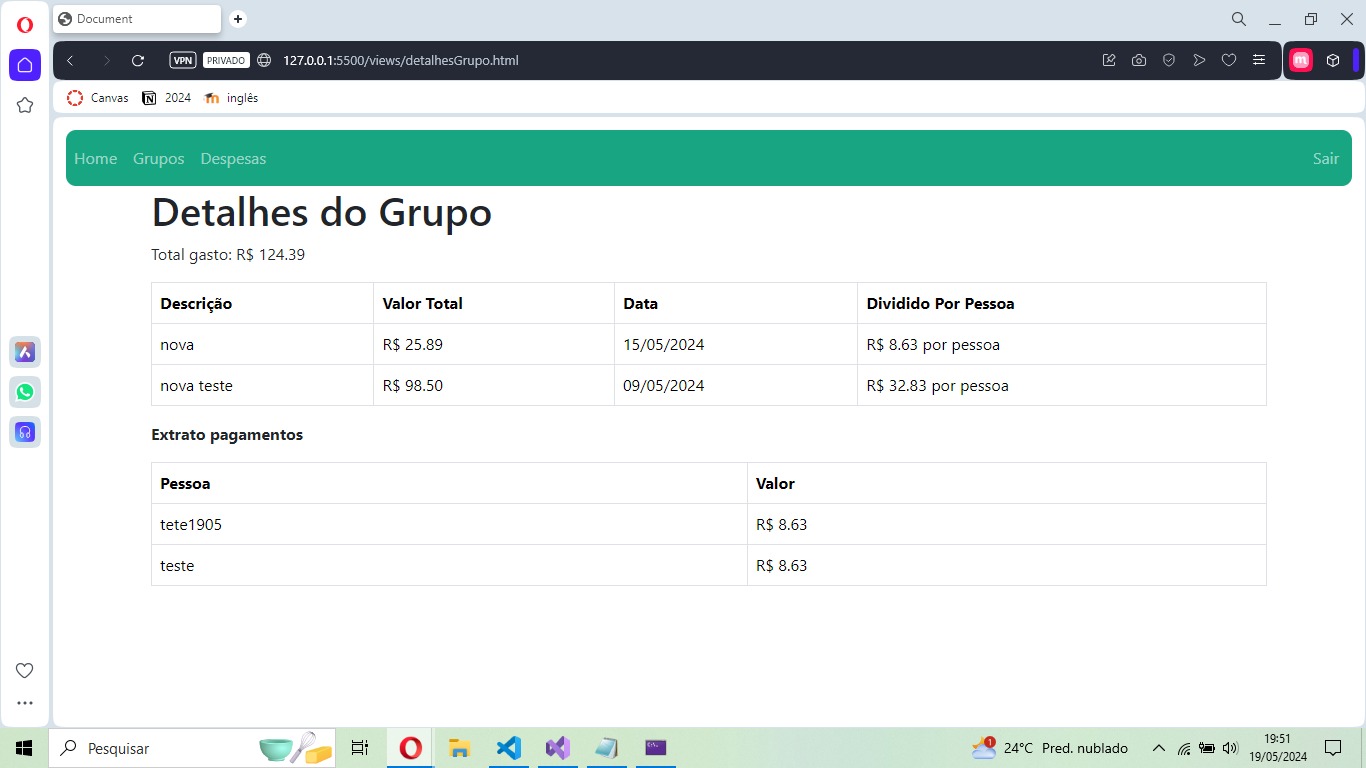 Document
VPN PRIVADO 127.0.0.1:5500/views/detalhesGrupo.html
Canvas 2024 inglês
Home Grupos Despesas Sair
Detalhes do Grupo
Total gasto: R$ 124.39
Descrição Valor Total Data Dividido Por Pessoa
nova R$ 25.89 15/05/2024 R$ 8.63 por pessoa
nova teste R$ 98.50 09/05/2024 R$ 32.83 por pessoa
Extrato pagamentos
Pessoa Valor
tete1905 R$ 8.63
teste R$ 8.63
Pesquisar 1 24°C Pred. nublado 19:51
19/05/2024